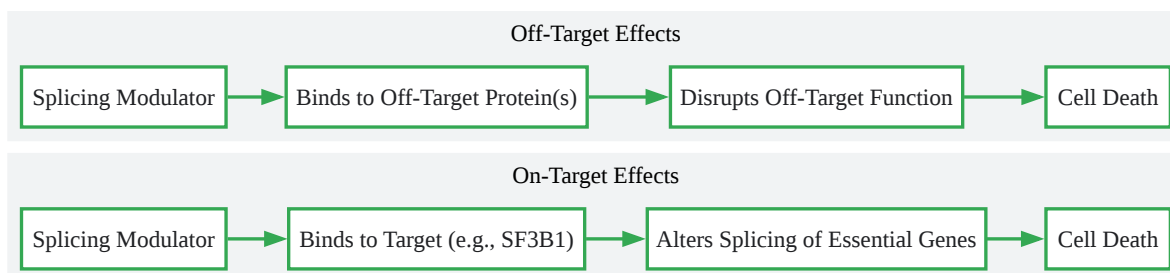 Off-Target Effects
Splicing Modulator
Binds to Off-Target Protein(s)
Disrupts Off-Target Function
Cell Death
On-Target Effects
Splicing Modulator
Binds to Target (e.g., SF3B1)
Alters Splicing of Essential Genes
Cell Death